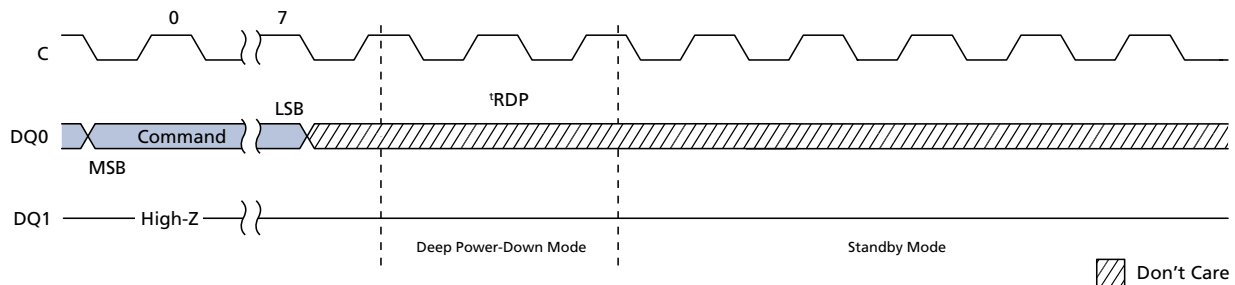 0 7
C
tRDP
LSB
DQ0 Command
MSB
DQ1 High-Z
Deep Power-Down Mode Standby Mode
Don't Care